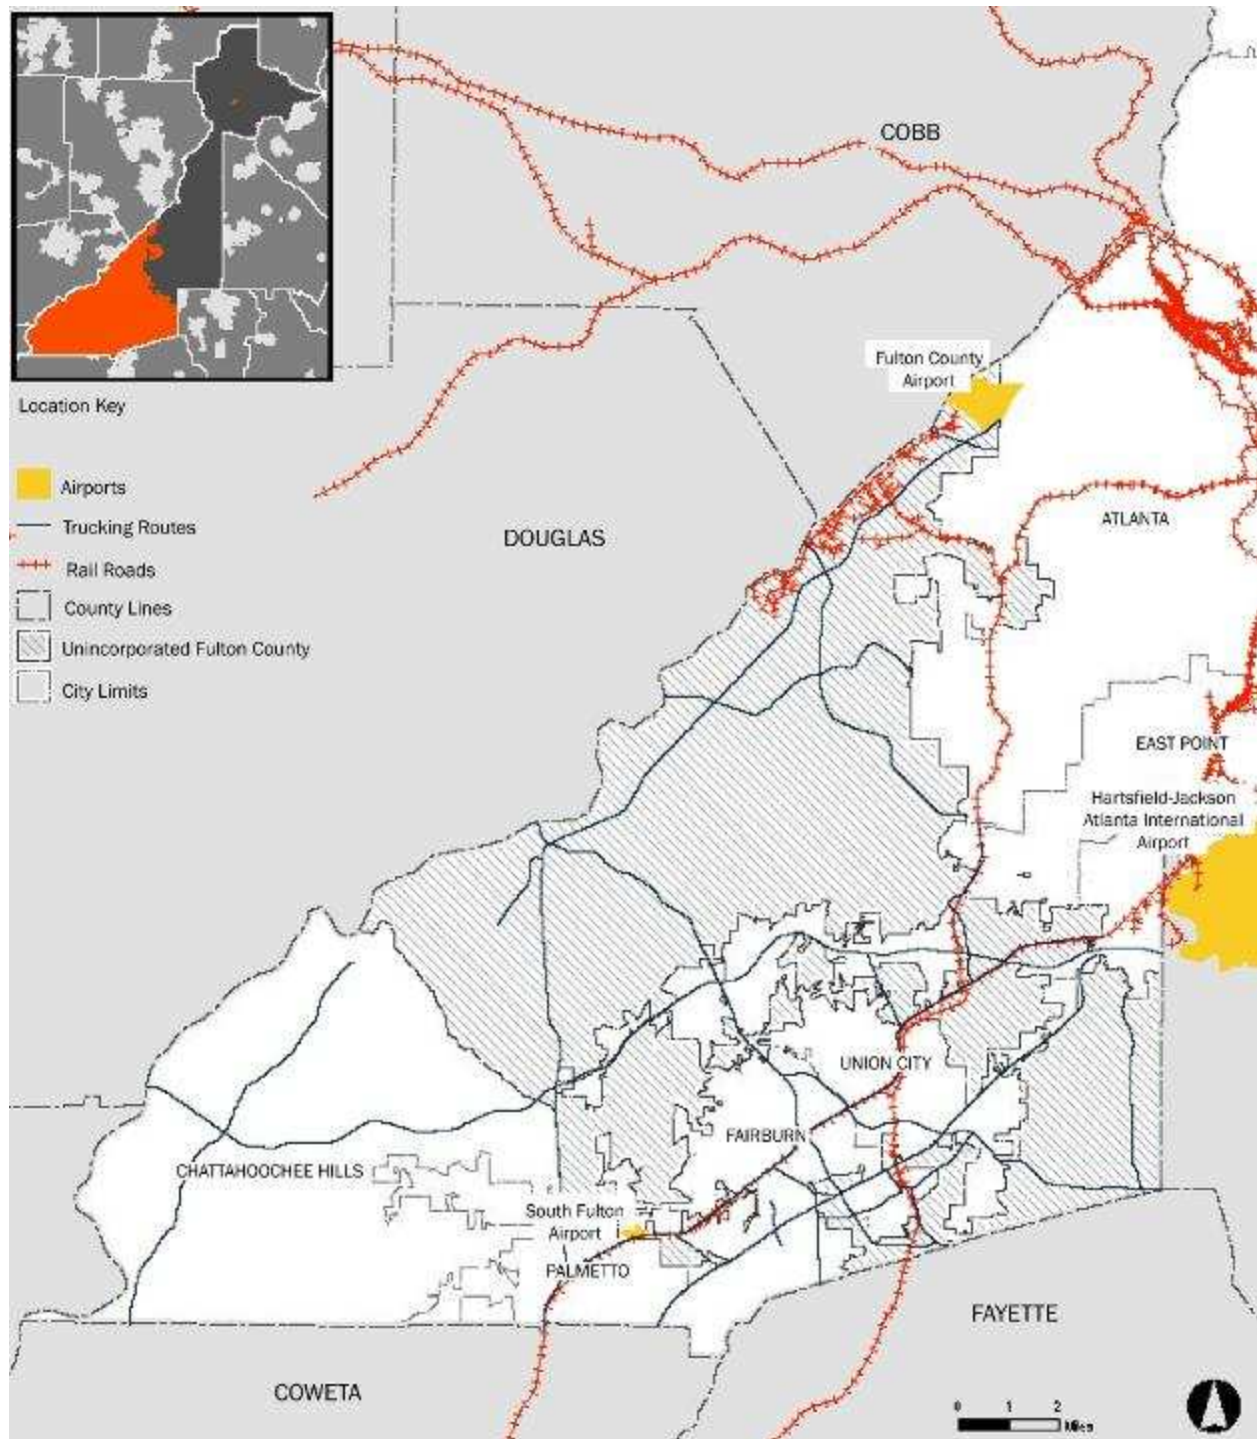 COBB
Fulton County
Airport
Location Key
Airports
Trucking Routes
Rail Roads
County Lines
Unincorporated Fulton County
City Limits
DOUGLAS
ATLANTA
EAST POINT
Hartsfield-Jackson
Atlanta International
Airport
UNION CITY
FAIRBURN
CHATTAHOOCHEE HILLS
South Fulton
Airport
PALMETTO
FAYETTE
COWETA
0 1 2
Miles